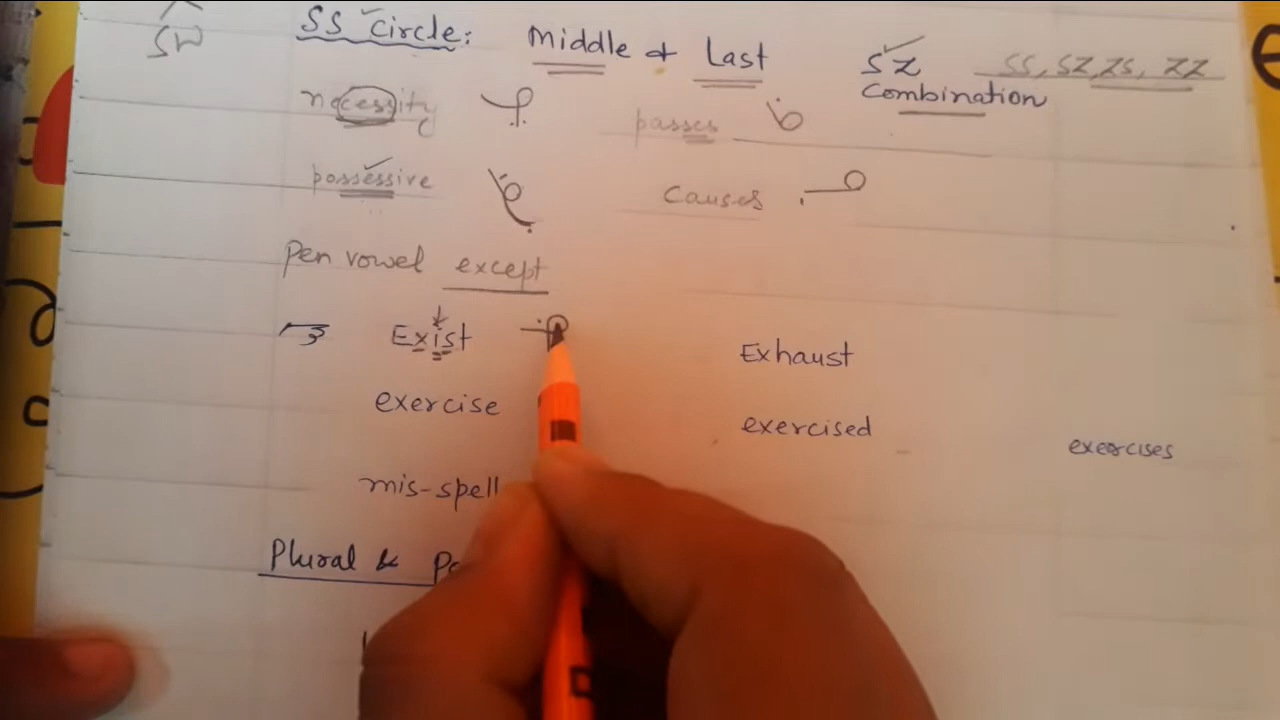 SW
SS Circle: Middle & Last SZ SS, SZ, ZS, ZZ
Combination
necessity passes
possessive Causes
Pen vowel except
Exist Exhaust
exercise exercised exercises
mis-spell
Plural &